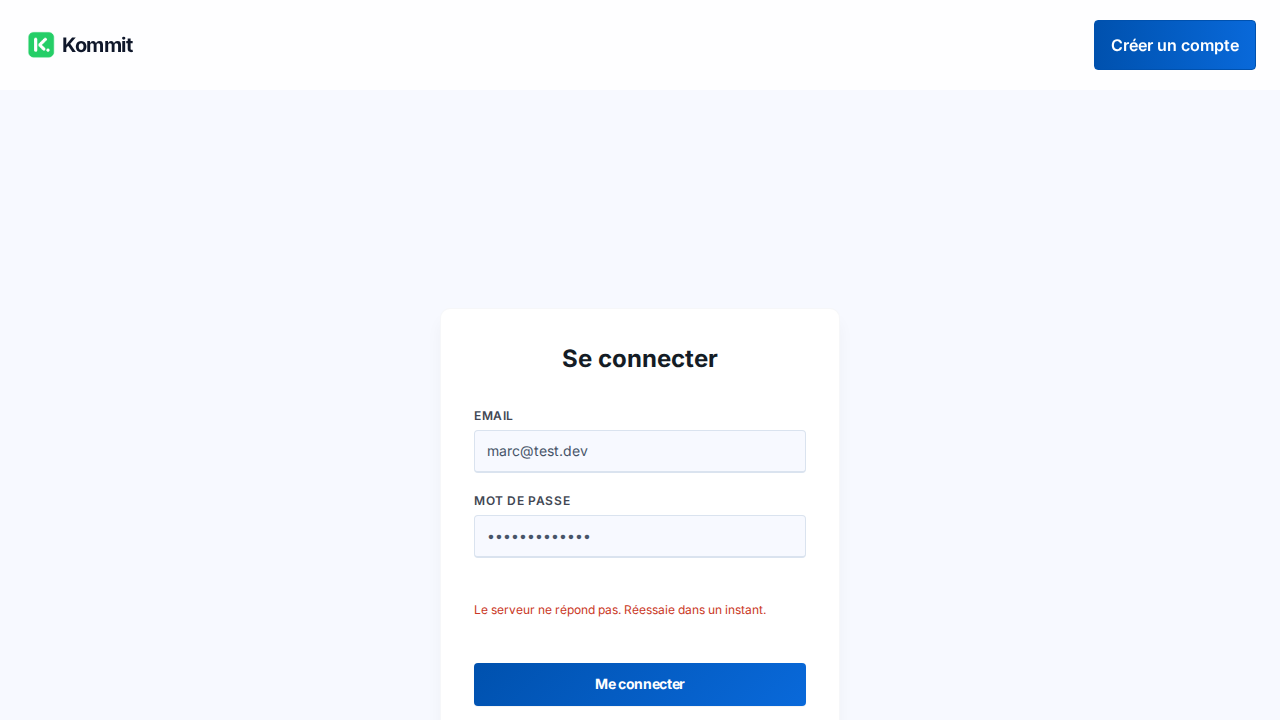 Kommit
Créer un compte
Se connecter
EMAIL
marc@test.dev
MOT DE PASSE
•••••••••••••
Le serveur ne répond pas. Réessaie dans un instant.
Me connecter